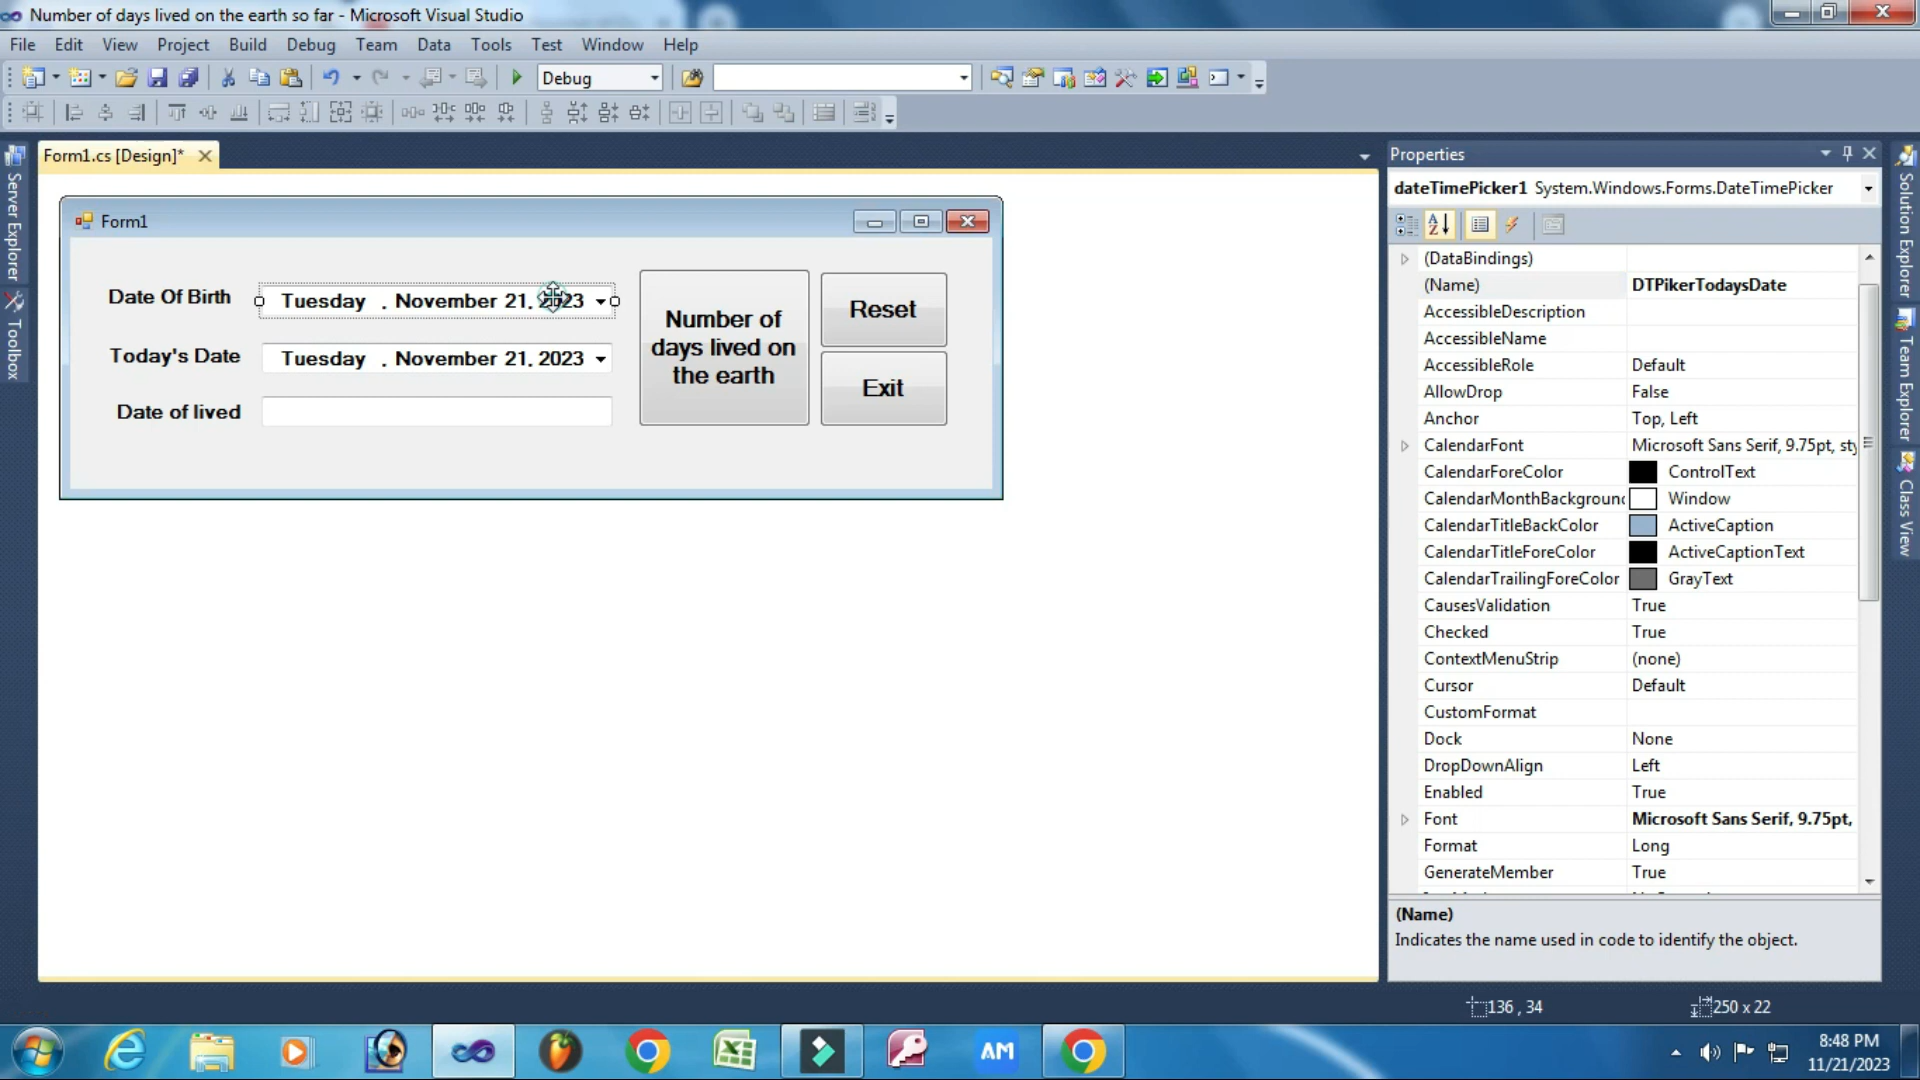 Number of days lived on the earth so far - Microsoft Visual Studio
File Edit View Project Build Debug Team Data Tools Test Window Help
Debug
Form1.cs [Design]*
Server Explorer
Toolbox
Form1
Date Of Birth
Tuesday , November 21, 2023
Today's Date
Tuesday , November 21, 2023
Date of lived
Number of
days lived on
the earth
Reset
Exit
Properties
dateTimePicker1 System.Windows.Forms.DateTimePicker
(DataBindings)
(Name) DTPikerTodaysDate
AccessibleDescription
AccessibleName
AccessibleRole Default
AllowDrop False
Anchor Top, Left
CalendarFont Microsoft Sans Serif, 9.75pt, sty
CalendarForeColor ControlText
CalendarMonthBackground Window
CalendarTitleBackColor ActiveCaption
CalendarTitleForeColor ActiveCaptionText
CalendarTrailingForeColor GrayText
CausesValidation True
Checked True
ContextMenuStrip (none)
Cursor Default
CustomFormat
Dock None
DropDownAlign Left
Enabled True
Font Microsoft Sans Serif, 9.75pt,
Format Long
GenerateMember True
(Name)
Indicates the name used in code to identify the object.
Solution Explorer
Team Explorer
Class View
136 , 34
250 x 22
AM
8:48 PM
11/21/2023